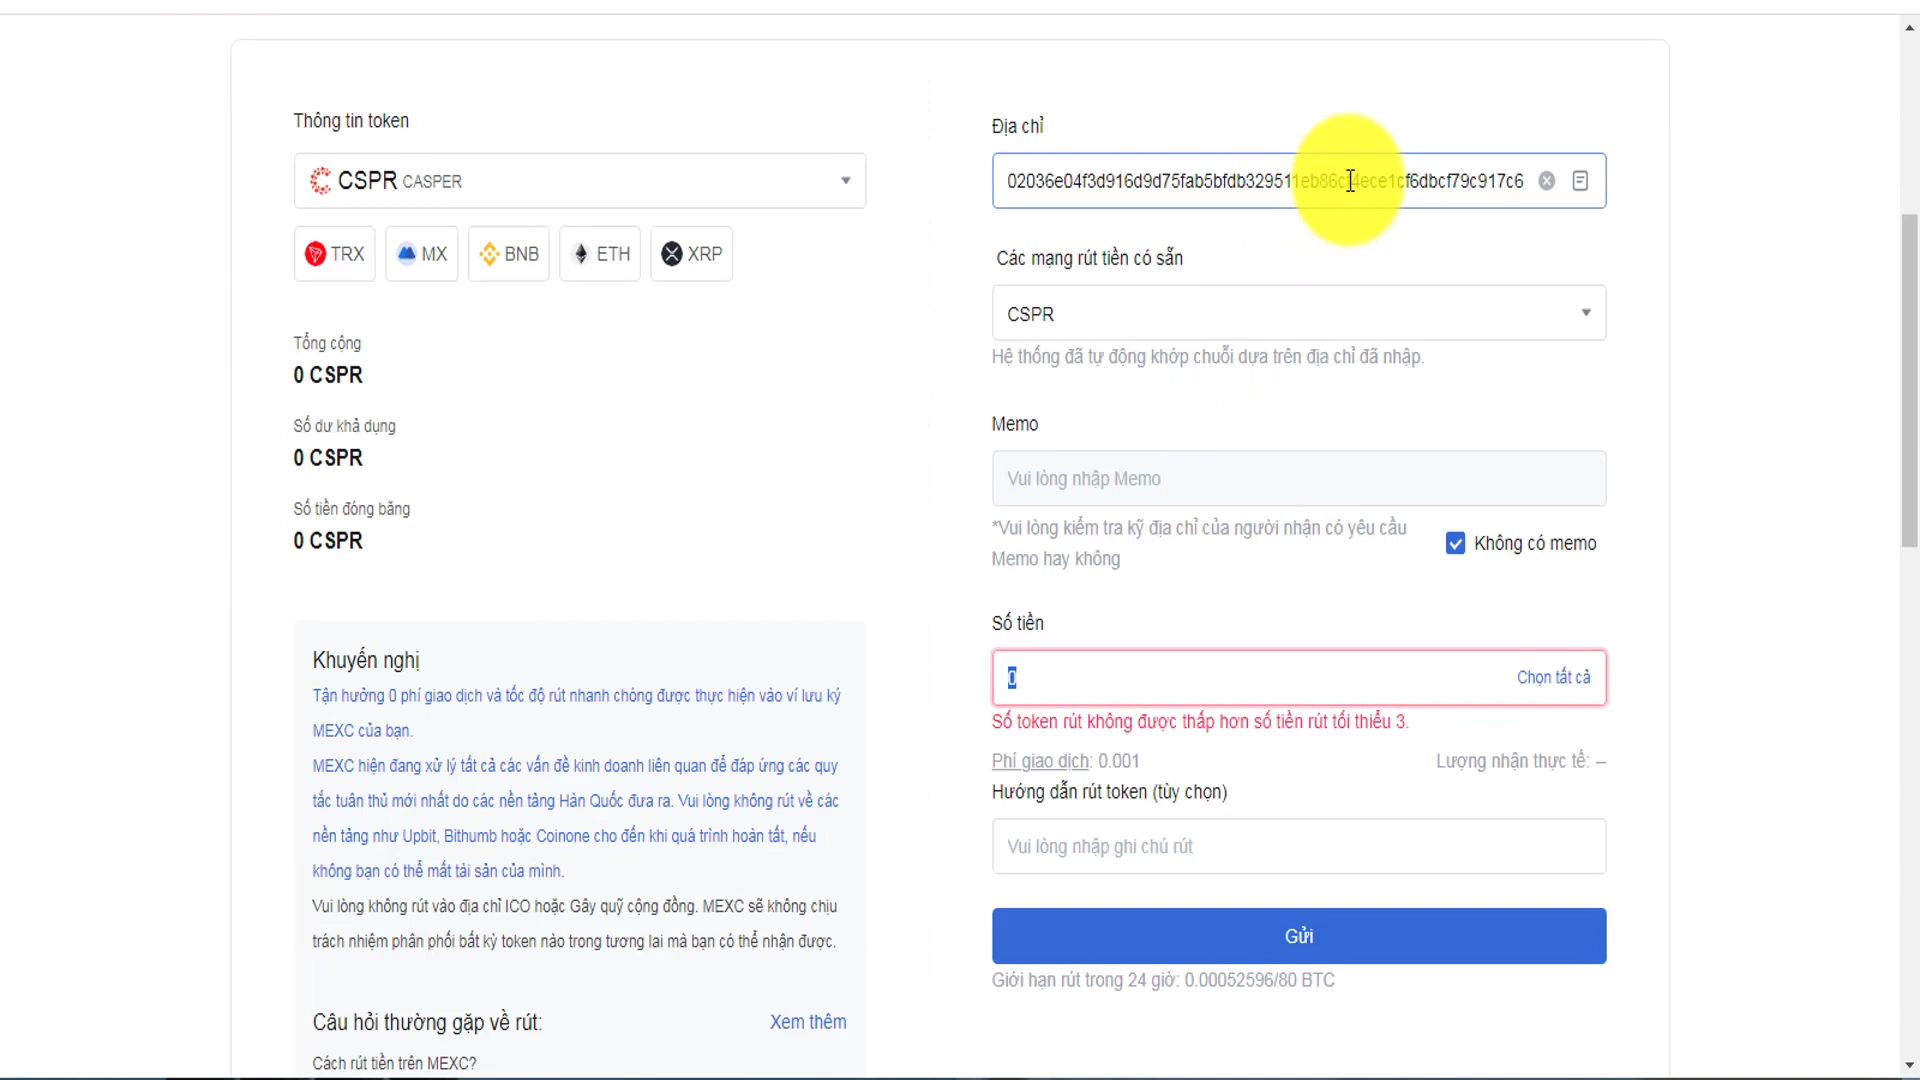 Thông tin token
CSPR CASPER
TRX
MX
BNB
ETH
XRP
Tổng cộng
0 CSPR
Số dư khả dụng
0 CSPR
Số tiền đóng băng
0 CSPR
Khuyến nghị
Tận hưởng 0 phí giao dịch và tốc độ rút nhanh chóng được thực hiện vào ví lưu ký
MEXC của bạn.
MEXC hiện đang xử lý tất cả các vấn đề kinh doanh liên quan để đáp ứng các quy
tắc tuân thủ mới nhất do các nền tảng Hàn Quốc đưa ra. Vui lòng không rút về các
nền tảng như Upbit, Bithumb hoặc Coinone cho đến khi quá trình hoàn tất, nếu
không bạn có thể mất tài sản của mình.
Vui lòng không rút vào địa chỉ ICO hoặc Gây quỹ cộng đồng. MEXC sẽ không chịu
trách nhiệm phân phối bất kỳ token nào trong tương lai mà bạn có thể nhận được.
Câu hỏi thường gặp về rút:
Xem thêm
Cách rút tiền trên MEXC?
Địa chỉ
02036e04f3d916d9d75fab5bfdb329511eb86c14ece1cf6dbcf79c917c6
Các mạng rút tiền có sẵn
CSPR
Hệ thống đã tự động khớp chuỗi dựa trên địa chỉ đã nhập.
Memo
Vui lòng nhập Memo
*Vui lòng kiểm tra kỹ địa chỉ của người nhận có yêu cầu
Memo hay không
Không có memo
Số tiền
0
Chọn tất cả
Số token rút không được thấp hơn số tiền rút tối thiểu 3.
Phí giao dịch: 0.001
Lượng nhận thực tế: –
Hướng dẫn rút token (tùy chọn)
Vui lòng nhập ghi chú rút
Gửi
Giới hạn rút trong 24 giờ: 0.00052596/80 BTC